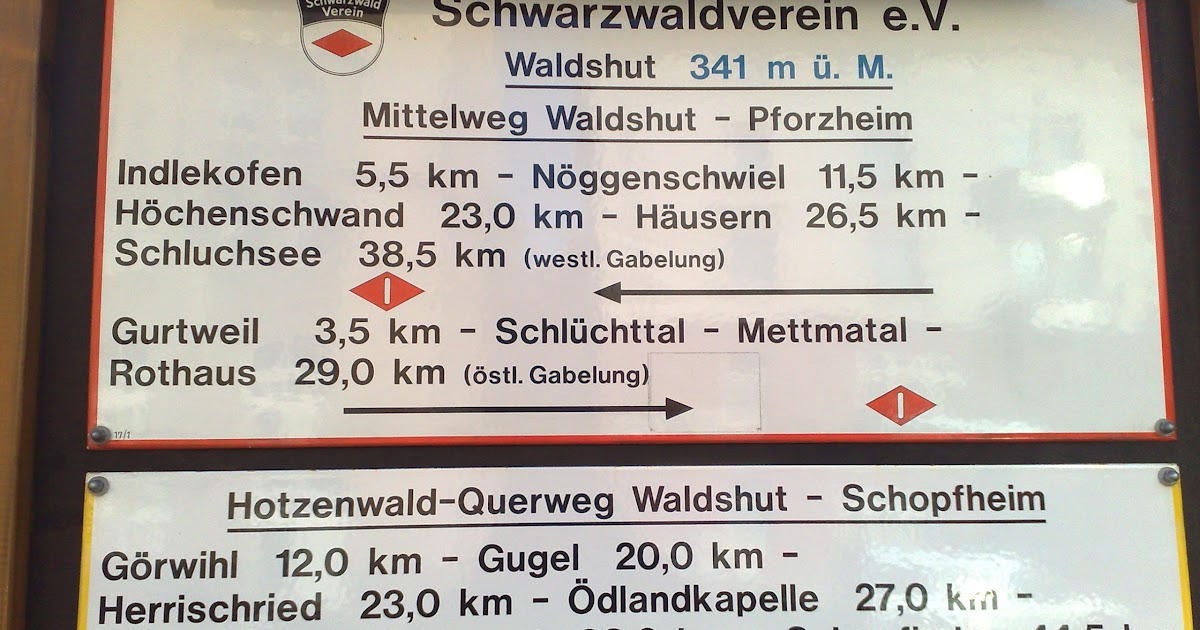 Schwarzwald
Verein
Schwarzwaldverein e.V.
Waldshut 341 m ü. M.
Mittelweg Waldshut - Pforzheim
Indlekofen 5,5 km - Nöggenschwiel 11,5 km -
Höchenschwand 23,0 km - Häusern 26,5 km -
Schluchsee 38,5 km (westl. Gabelung)
Gurtweil 3,5 km - Schlüchttal - Mettmatal -
Rothaus 29,0 km (östl. Gabelung)
17/1
Hotzenwald-Querweg Waldshut - Schopfheim
Görwihl 12,0 km - Gugel 20,0 km -
Herrischried 23,0 km - Ödlandkapelle 27,0 km -